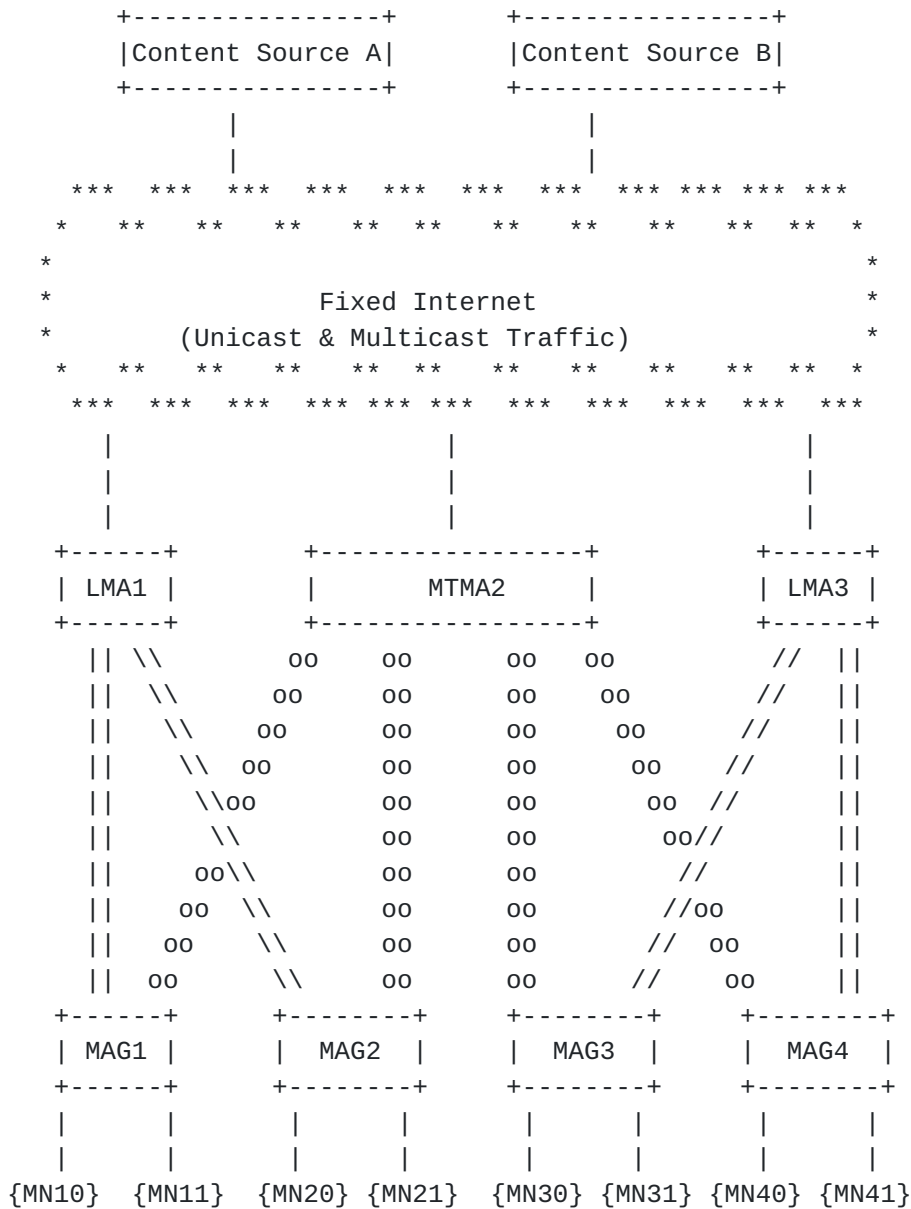 Content Source A Content Source B
Fixed Internet
(Unicast & Multicast Traffic)
LMA1 MTMA2 LMA3
MAG1 MAG2 MAG3 MAG4
{MN10} {MN11} {MN20} {MN21} {MN30} {MN31} {MN40} {MN41}